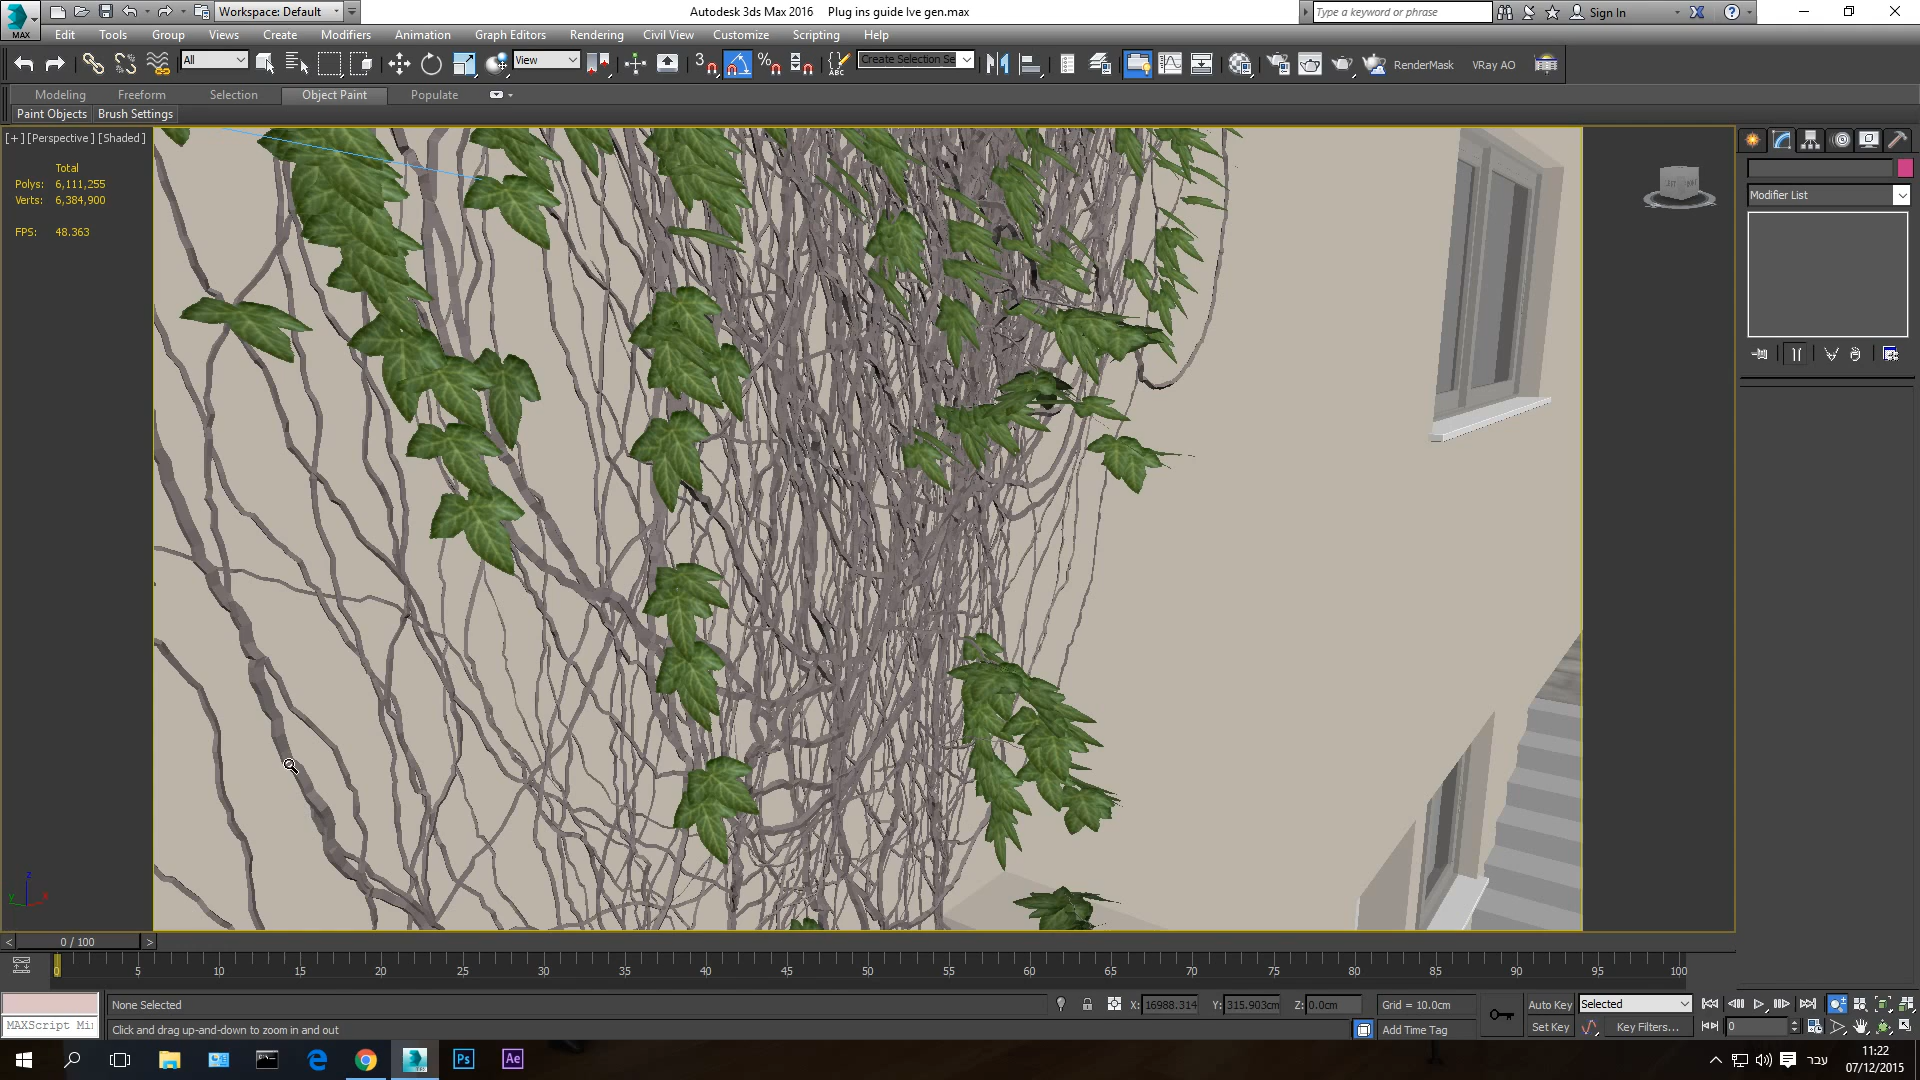 Workspace: Default
Autodesk 3ds Max 2016 Plug ins guide Ive gen.max
Type a keyword or phrase
Sign In
MAX
Edit Tools Group Views Create Modifiers Animation Graph Editors Rendering Civil View Customize Scripting Help
All
View
3
ABC
Create Selection Se
RenderMask
VRay AO
Modeling Freeform Selection Object Paint Populate
Paint Objects Brush Settings
[+] [Perspective] [Shaded]
Total
Polys: 6,111,255
Verts: 6,384,900
FPS: 48.363
Modifier List
z
y x
< 0 / 100 >
0 5 10 15 20 25 30 35 40 45 50 55 60 65 70 75 80 85 90 95 100
None Selected
X: 16988.314 Y: 315.903cm Z: 0.0cm
Grid = 10.0cm
Auto Key
Selected
MAXScript Mi
Click and drag up-and-down to zoom in and out
Add Time Tag
Set Key
Key Filters...
0
Ps
Ae
עבר
11:22
07/12/2015